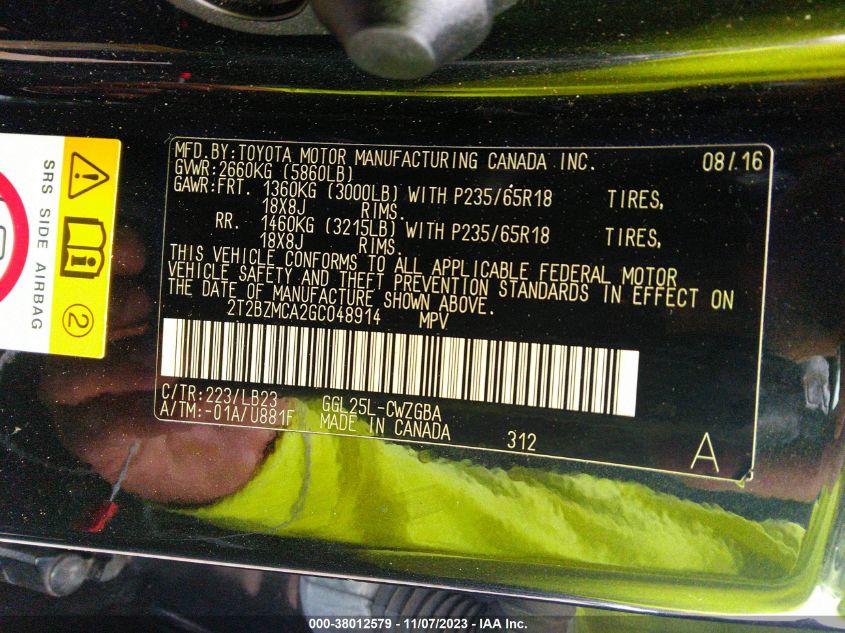 MFD. BY: TOYOTA MOTOR MANUFACTURING CANADA INC. 08/16
GVWR: 2660KG (5860LB)
GAWR: FRT. 1360KG (3000LB) WITH P235/65R18 TIRES,
18X8J RIMS.
RR. 1460KG (3215LB) WITH P235/65R18 TIRES,
18X8J RIMS.
THIS VEHICLE CONFORMS TO ALL APPLICABLE FEDERAL MOTOR
VEHICLE SAFETY AND THEFT PREVENTION STANDARDS IN EFFECT ON
THE DATE OF MANUFACTURE SHOWN ABOVE.
2T2BZMCA2GC048914 MPV
C/TR: 223/LB23 GGL25L-CWZGBA
A/TM: -01A/U881F MADE IN CANADA 312 A
SRS SIDE AIRBAG
2
000-38012579 - 11/07/2023 - IAA Inc.